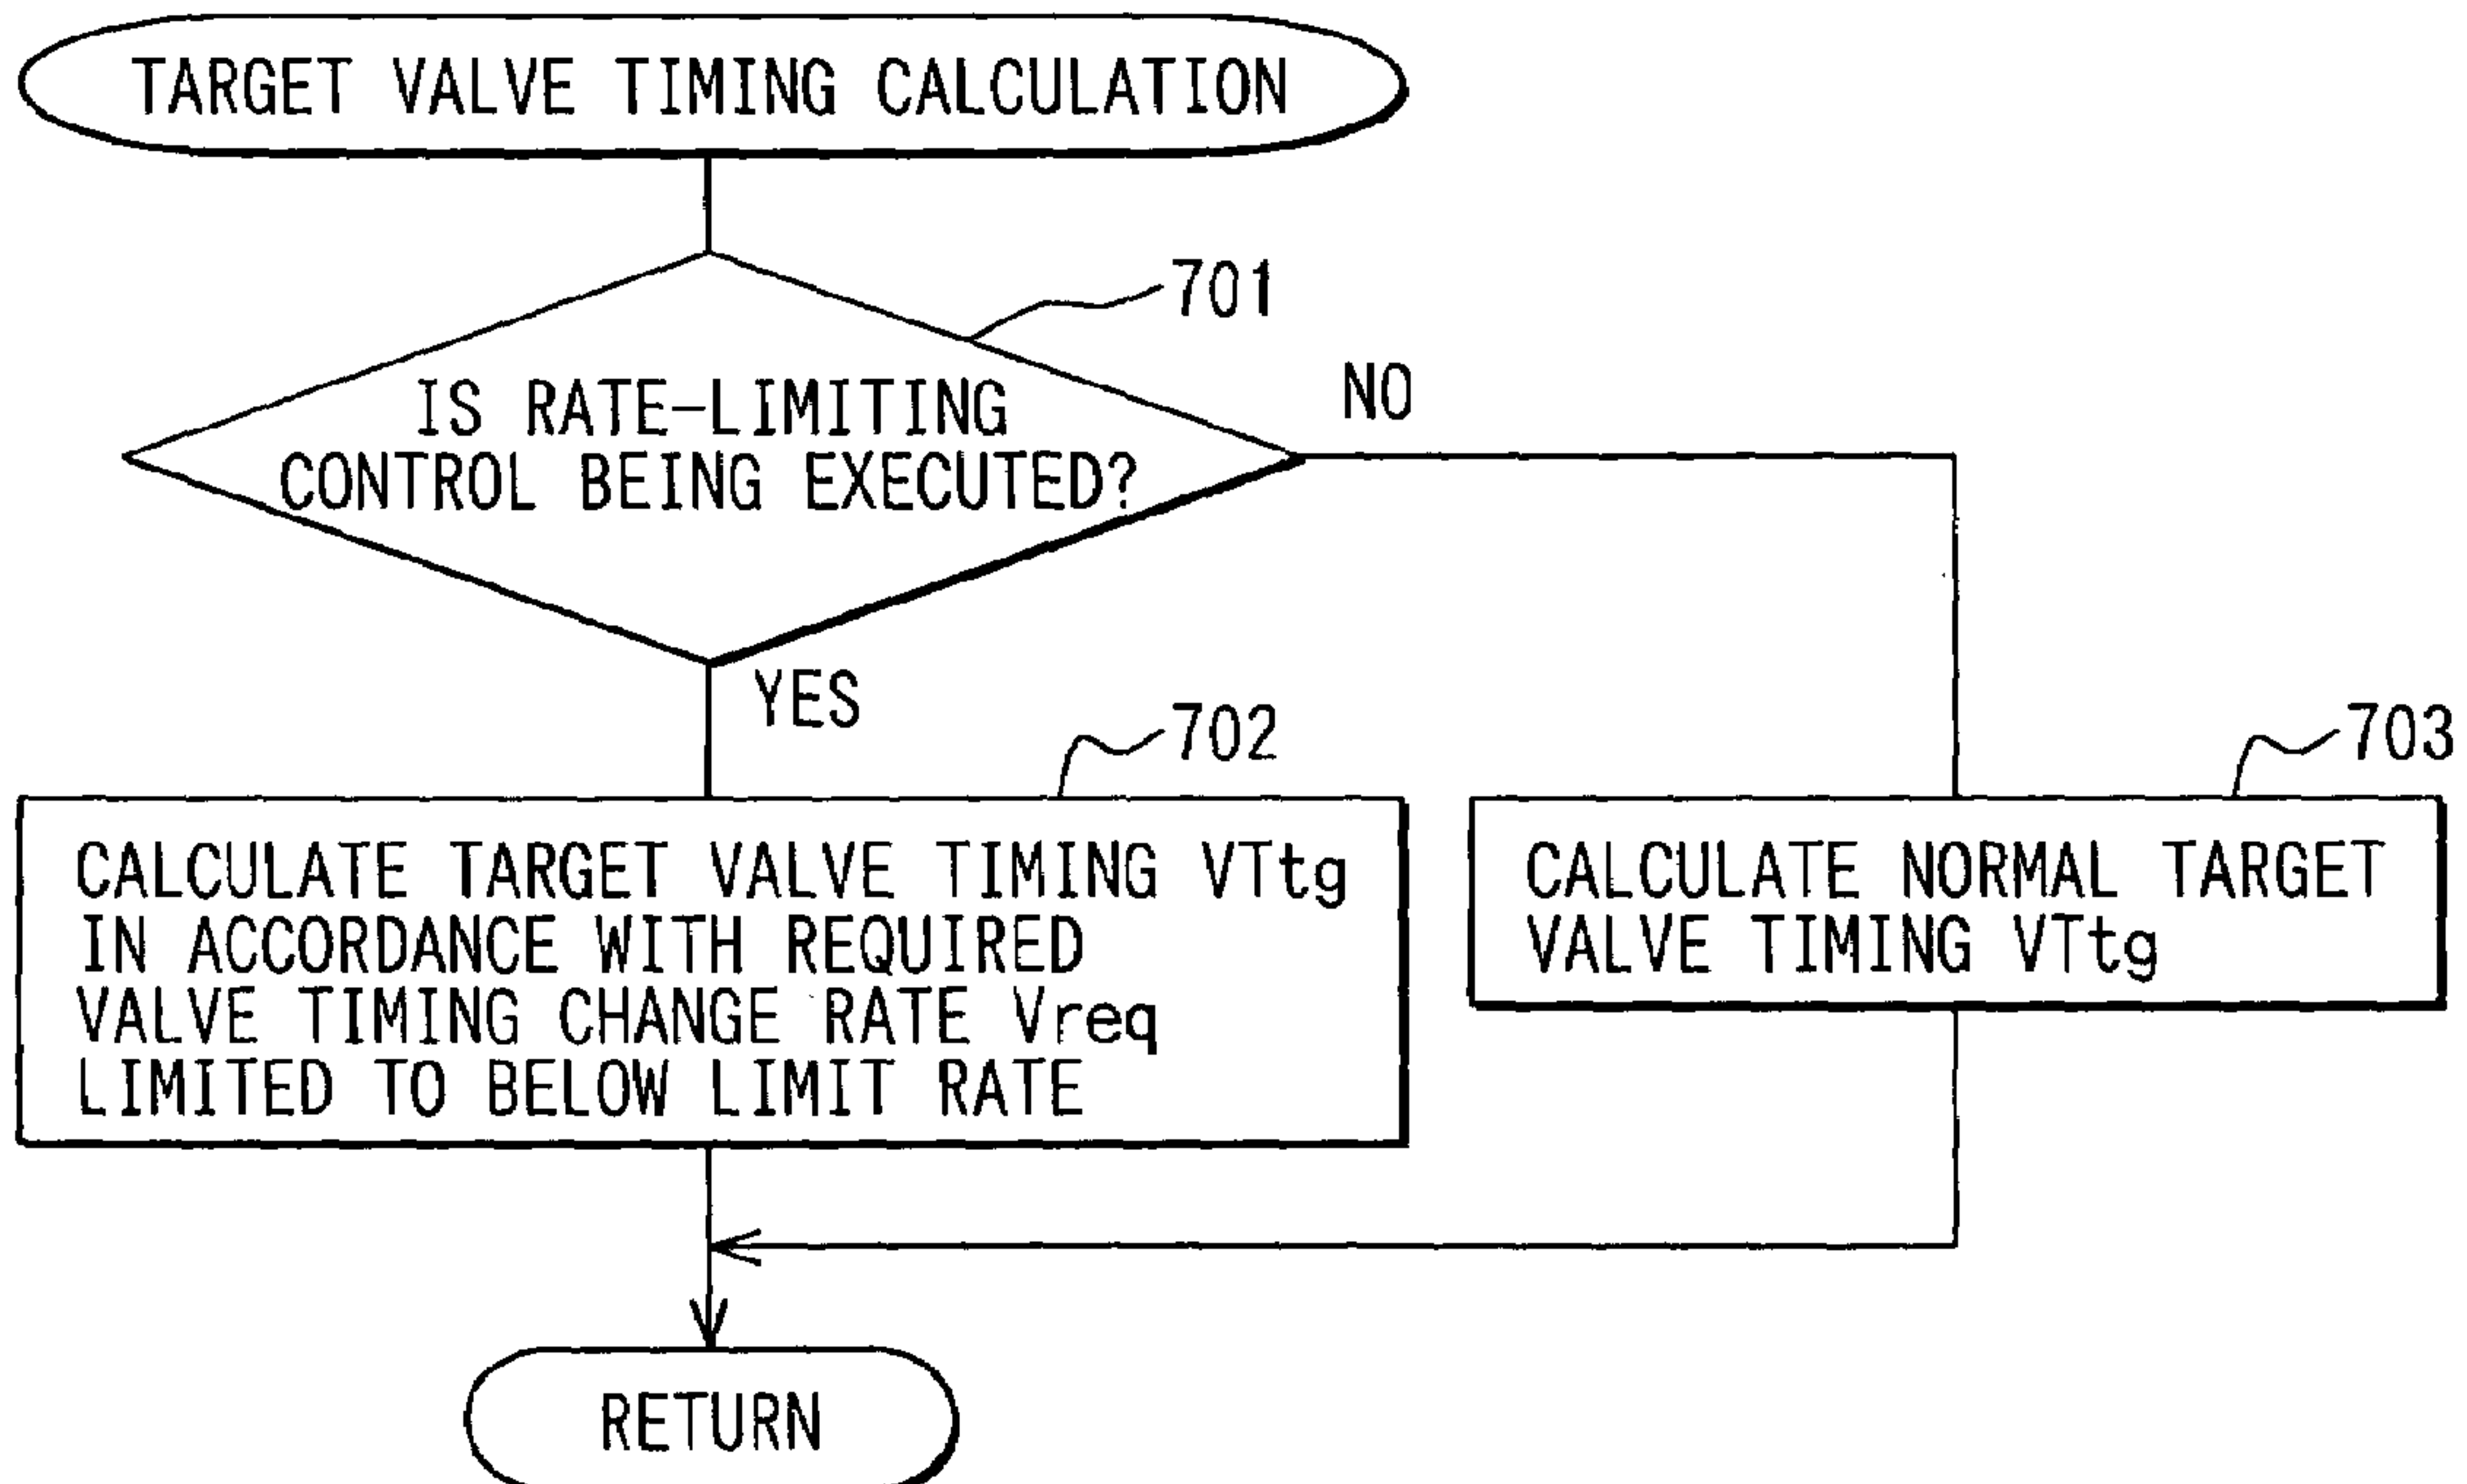 TARGET VALVE TIMING CALCULATION
701
IS RATE-LIMITING
CONTROL BEING EXECUTED?
NO
YES
702
CALCULATE TARGET VALVE TIMING VTtg
IN ACCORDANCE WITH REQUIRED
VALVE TIMING CHANGE RATE Vreq
LIMITED TO BELOW LIMIT RATE
703
CALCULATE NORMAL TARGET
VALVE TIMING VTtg
RETURN